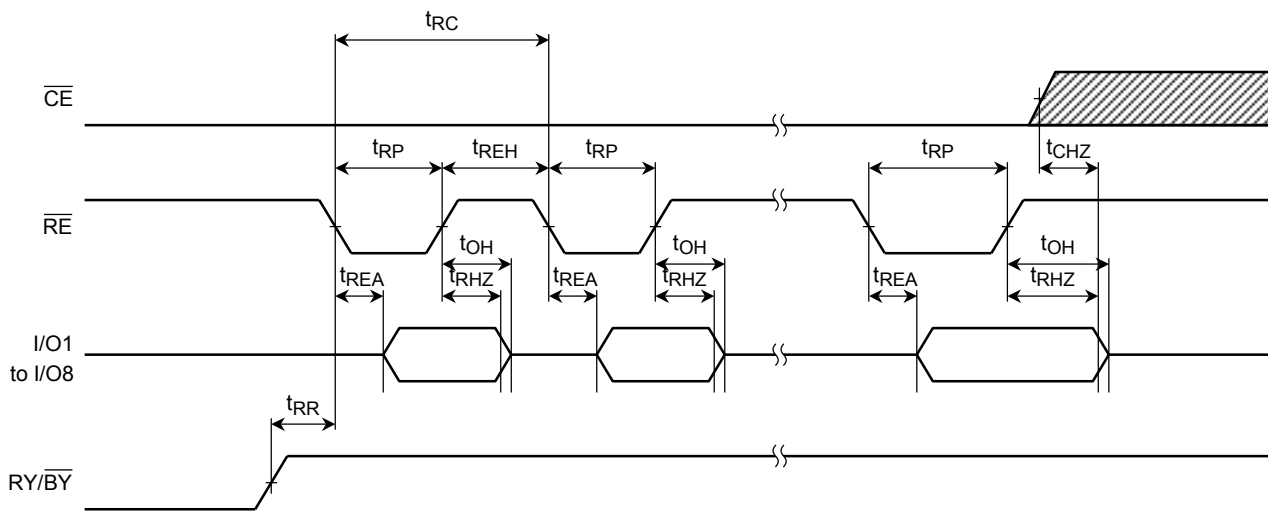 tRC
CE
tRP tREH tRP tRP tCHZ
RE
tOH tOH tOH
tREA tRHZ tREA tRHZ tREA tRHZ
I/O1
to I/O8
tRR
RY/BY